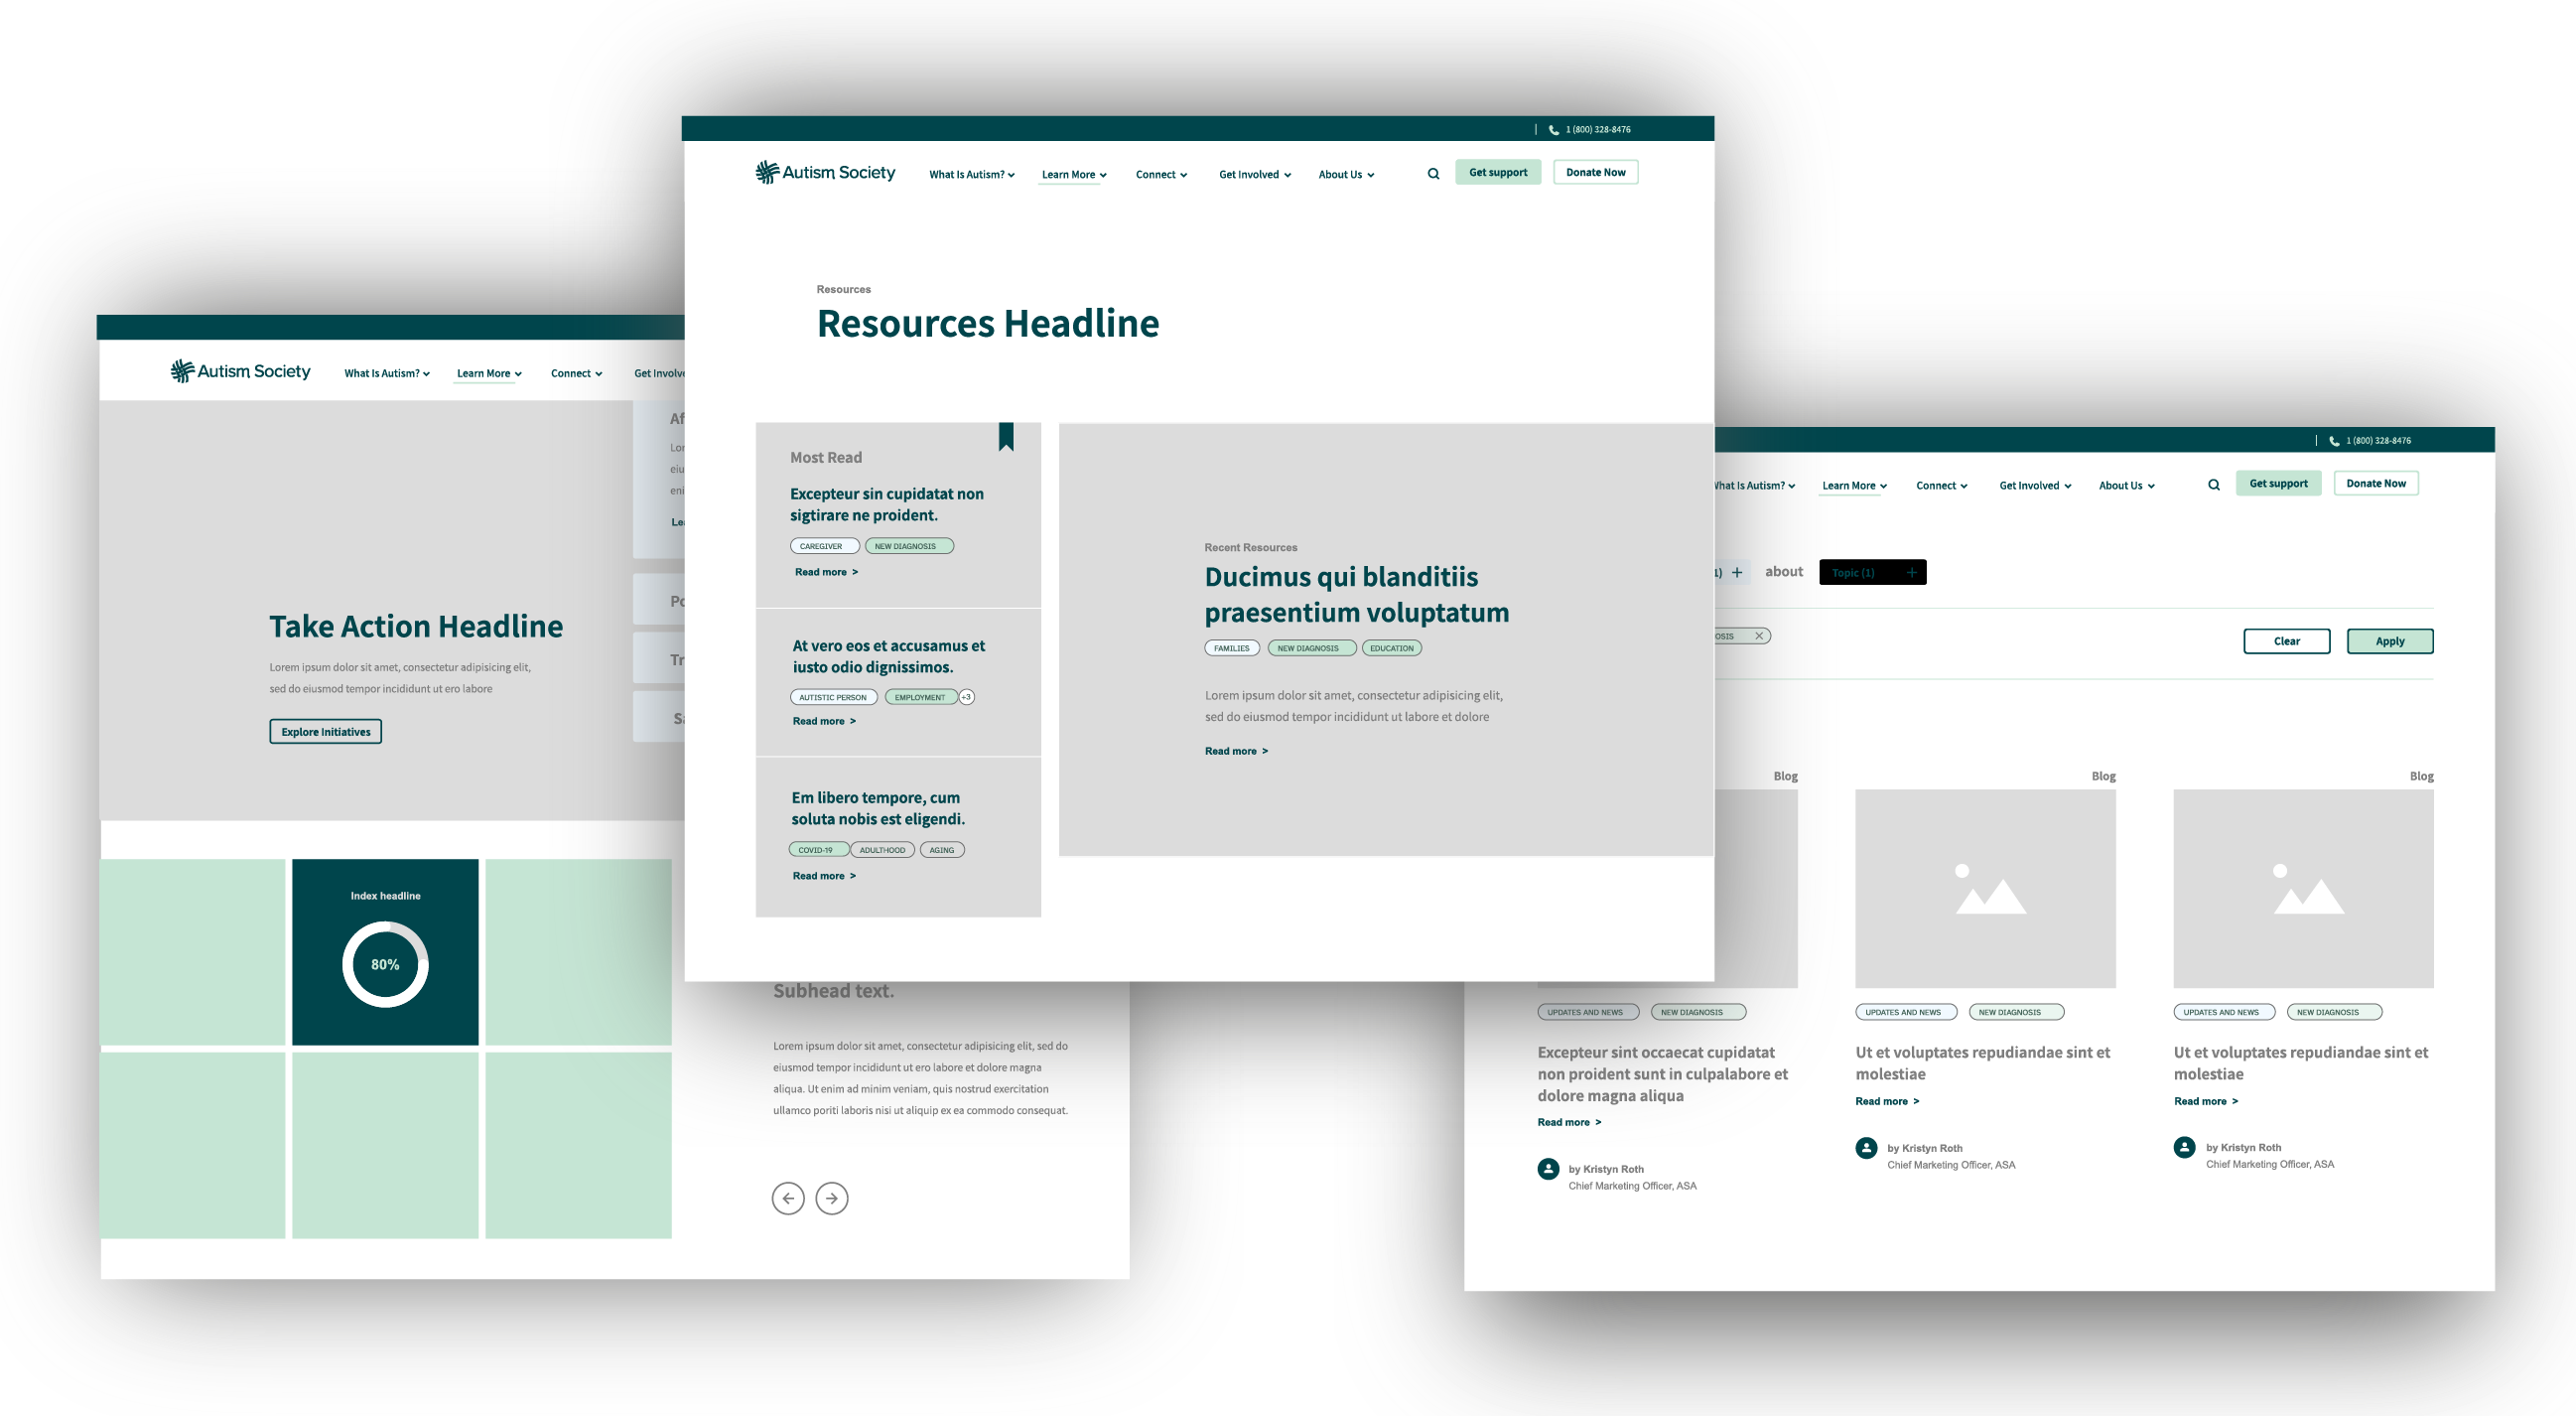 1 (800) 328-8476
Autism Society
What Is Autism?
Learn More
Connect
Get Involved
About Us
Get support
Donate Now
Resources
Resources Headline
Most Read
Excepteur sin cupidatat non
sigtirare ne proident.
CAREGIVER
NEW DIAGNOSIS
Read more >
At vero eos et accusamus et
iusto odio dignissimos.
AUTISTIC PERSON
EMPLOYMENT
+3
Read more >
Em libero tempore, cum
soluta nobis est eligendi.
COVID-19
ADULTHOOD
AGING
Read more >
Recent Resources
Ducimus qui blanditiis
praesentium voluptatum
FAMILIES
NEW DIAGNOSIS
EDUCATION
Lorem ipsum dolor sit amet, consectetur adipisicing elit,
sed do eiusmod tempor incididunt ut labore et dolore
Read more >
Autism Society
What Is Autism?
Learn More
Connect
Get
Take Action Headline
Lorem ipsum dolor sit amet, consectetur adipisicing elit,
sed do eiusmod tempor incididunt ut ero labore
Explore Initiatives
Index headline
80%
Subhead text.
Lorem ipsum dolor sit amet, consectetur adipisicing elit, sed do
eiusmod tempor incididunt ut ero labore et dolore magna
aliqua. Ut enim ad minim veniam, quis nostrud exercitation
ullamco poriti laboris nisi ut aliquip ex ea commodo consequat.
1 (800) 328-8476
What Is Autism?
Learn More
Connect
Get Involved
About Us
Get support
Donate Now
1) +
about
Topic (1) +
OSIS
Clear
Apply
Blog
UPDATES AND NEWS
NEW DIAGNOSIS
Excepteur sint occaecat cupidatat
non proident sunt in culpalabore et
dolore magna aliqua
Read more >
by Kristyn Roth
Chief Marketing Officer, ASA
Blog
UPDATES AND NEWS
NEW DIAGNOSIS
Ut et voluptates repudiandae sint et
molestiae
Read more >
by Kristyn Roth
Chief Marketing Officer, ASA
Blog
UPDATES AND NEWS
NEW DIAGNOSIS
Ut et voluptates repudiandae sint et
molestiae
Read more >
by Kristyn Roth
Chief Marketing Officer, ASA